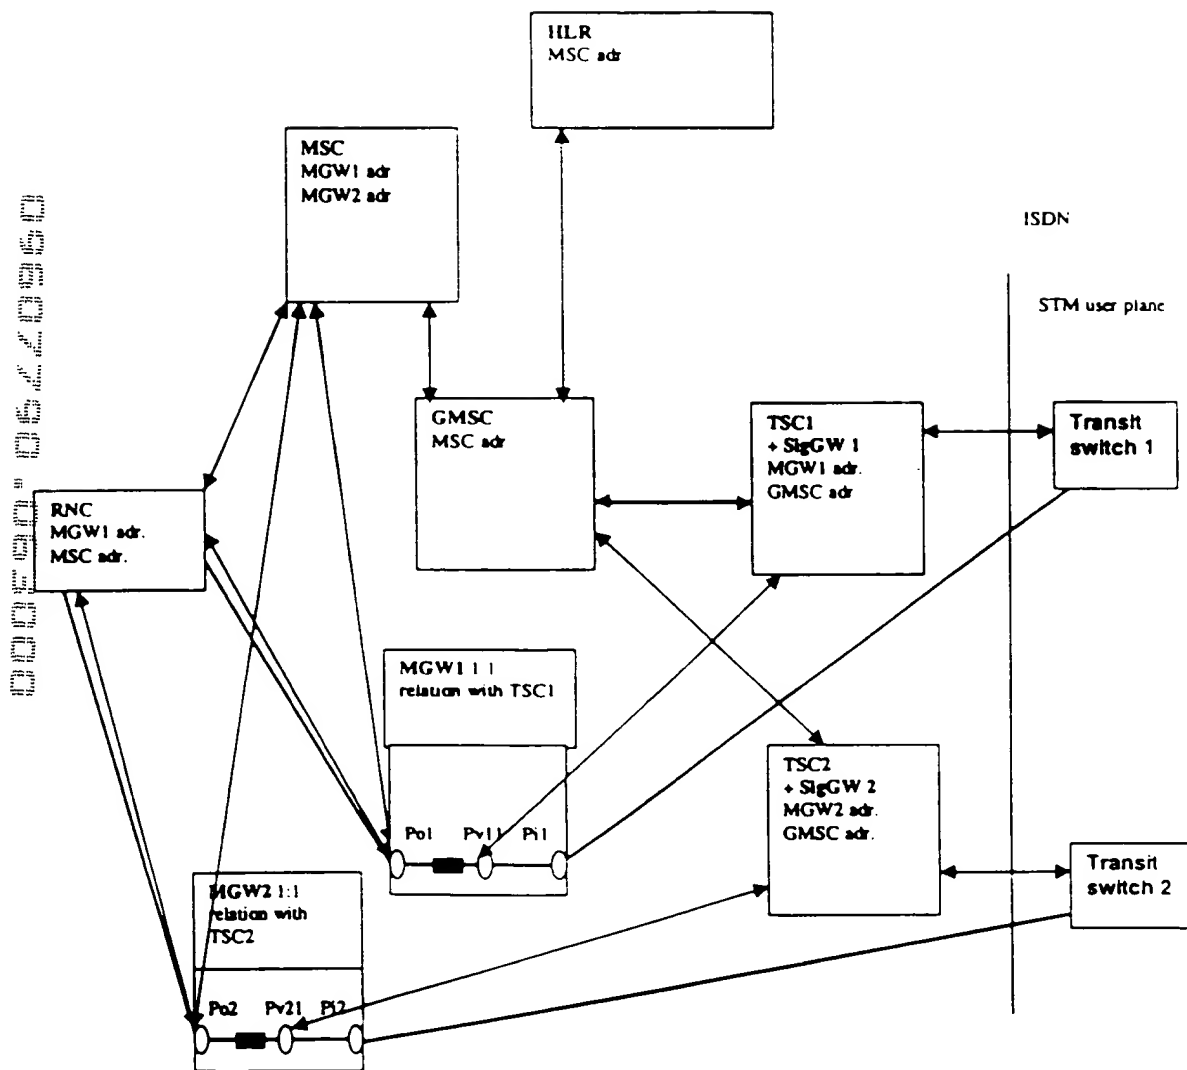 HLR
MSC adr
MSC
MGW1 adr
MGW2 adr
ISDN
STM user plane
GMSC
MSC adr
TSC1
+ SigGW 1
MGW1 adr.
GMSC adr
Transit
switch 1
RNC
MGW1 adr.
MSC adr.
MGW1 1 1
relation with TSC1
Po1 Pv11 Pi1
TSC2
+ SigGW 2
MGW2 adr.
GMSC adr.
Transit
switch 2
MGW2 1:1
relation with
TSC2
Po2 Pv21 Pi2